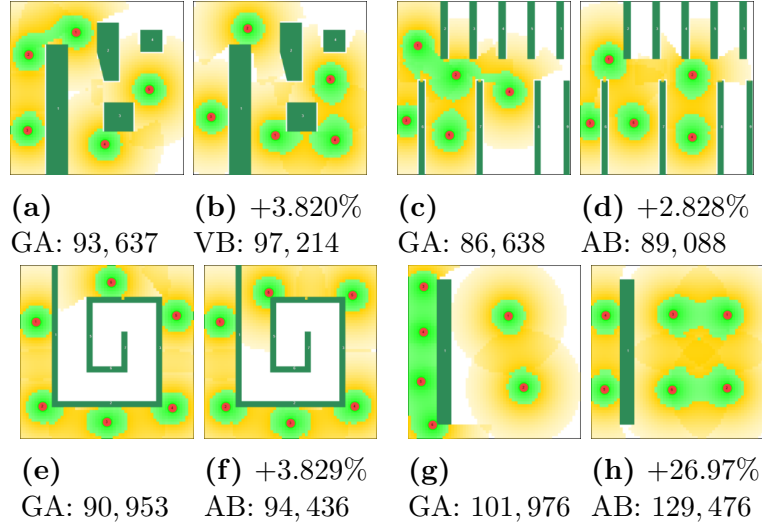 (a) (b) +3.820% (c) (d) +2.828%
GA: 93, 637 VB: 97, 214 GA: 86, 638 AB: 89, 088
(e) (f) +3.829% (g) (h) +26.97%
GA: 90, 953 AB: 94, 436 GA: 101, 976 AB: 129, 476